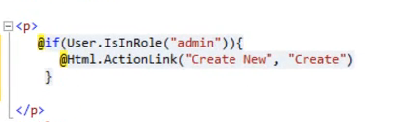 <p>
@if(User.IsInRole("admin")){
@Html.ActionLink("Create New", "Create")
}
</p>